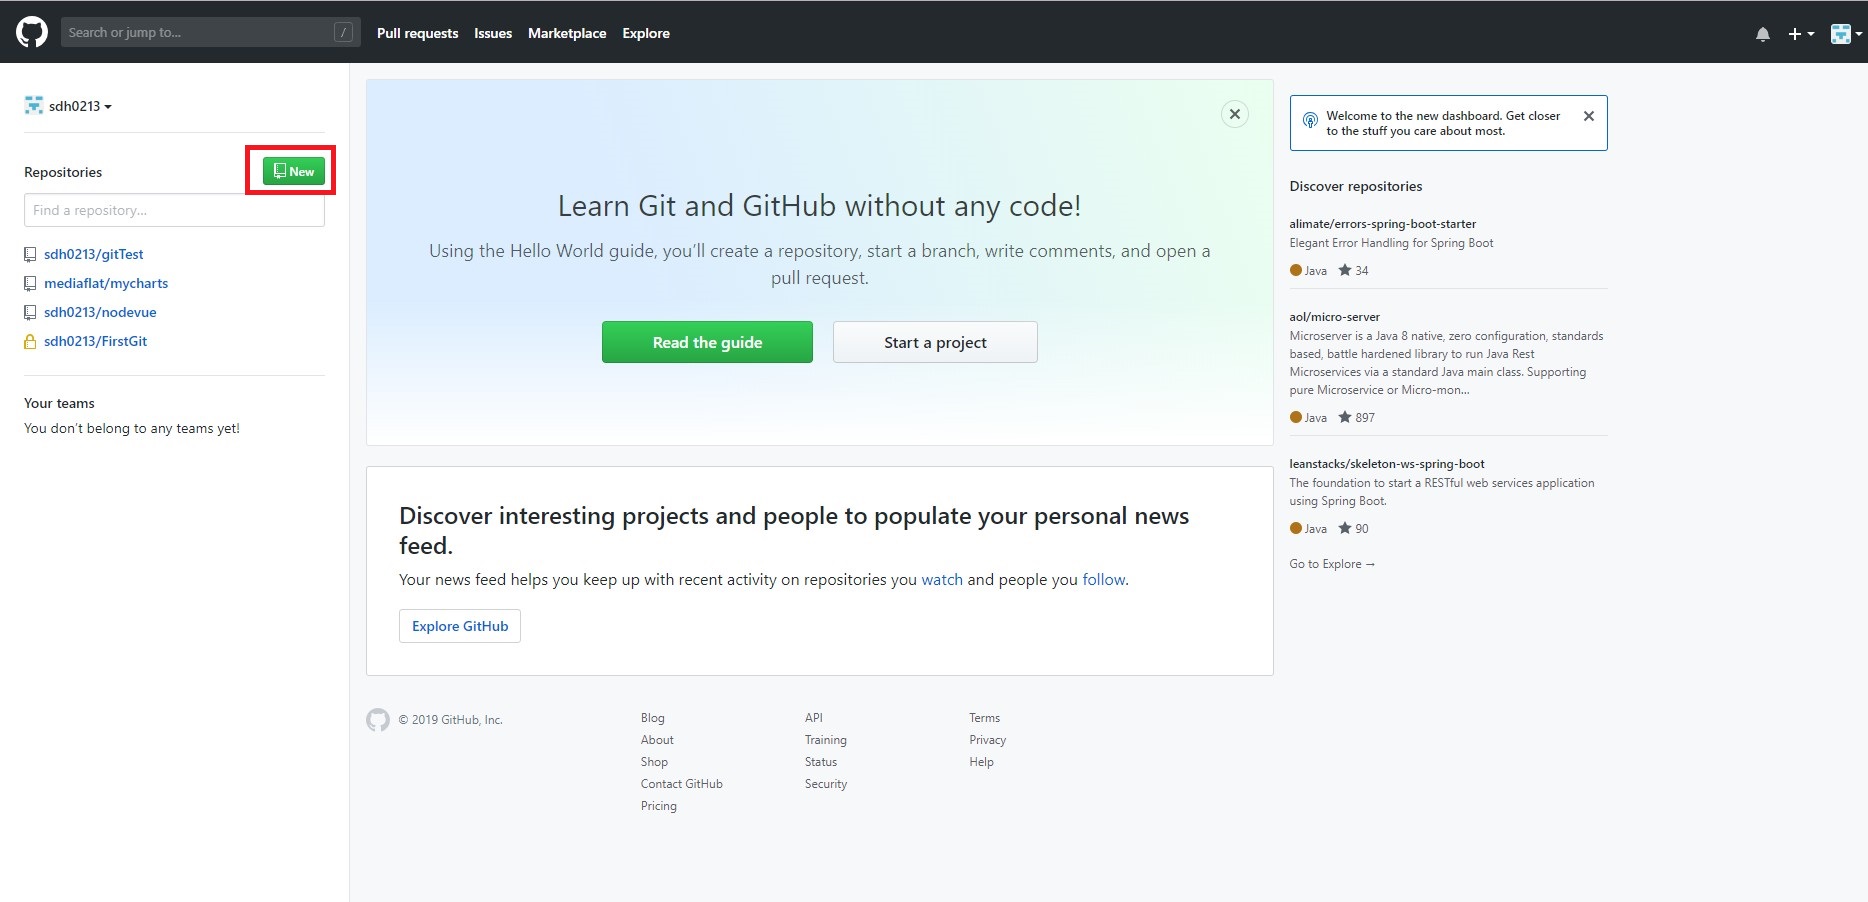 Search or jump to... /
Pull requests
Issues
Marketplace
Explore
sdh0213
Repositories
New
Find a repository...
sdh0213/gitTest
mediaflat/mycharts
sdh0213/nodevue
sdh0213/FirstGit
Your teams
You don’t belong to any teams yet!
Learn Git and GitHub without any code!
Using the Hello World guide, you’ll create a repository, start a branch, write comments, and open a
pull request.
Read the guide
Start a project
Discover interesting projects and people to populate your personal news
feed.
Your news feed helps you keep up with recent activity on repositories you watch and people you follow.
Explore GitHub
Welcome to the new dashboard. Get closer
to the stuff you care about most.
Discover repositories
alimate/errors-spring-boot-starter
Elegant Error Handling for Spring Boot
Java 34
aol/micro-server
Microserver is a Java 8 native, zero configuration, standards
based, battle hardened library to run Java Rest
Microservices via a standard Java main class. Supporting
pure Microservice or Micro-mon...
Java 897
leanstacks/skeleton-ws-spring-boot
The foundation to start a RESTful web services application
using Spring Boot.
Java 90
Go to Explore →
© 2019 GitHub, Inc.
Blog
About
Shop
Contact GitHub
Pricing
API
Training
Status
Security
Terms
Privacy
Help